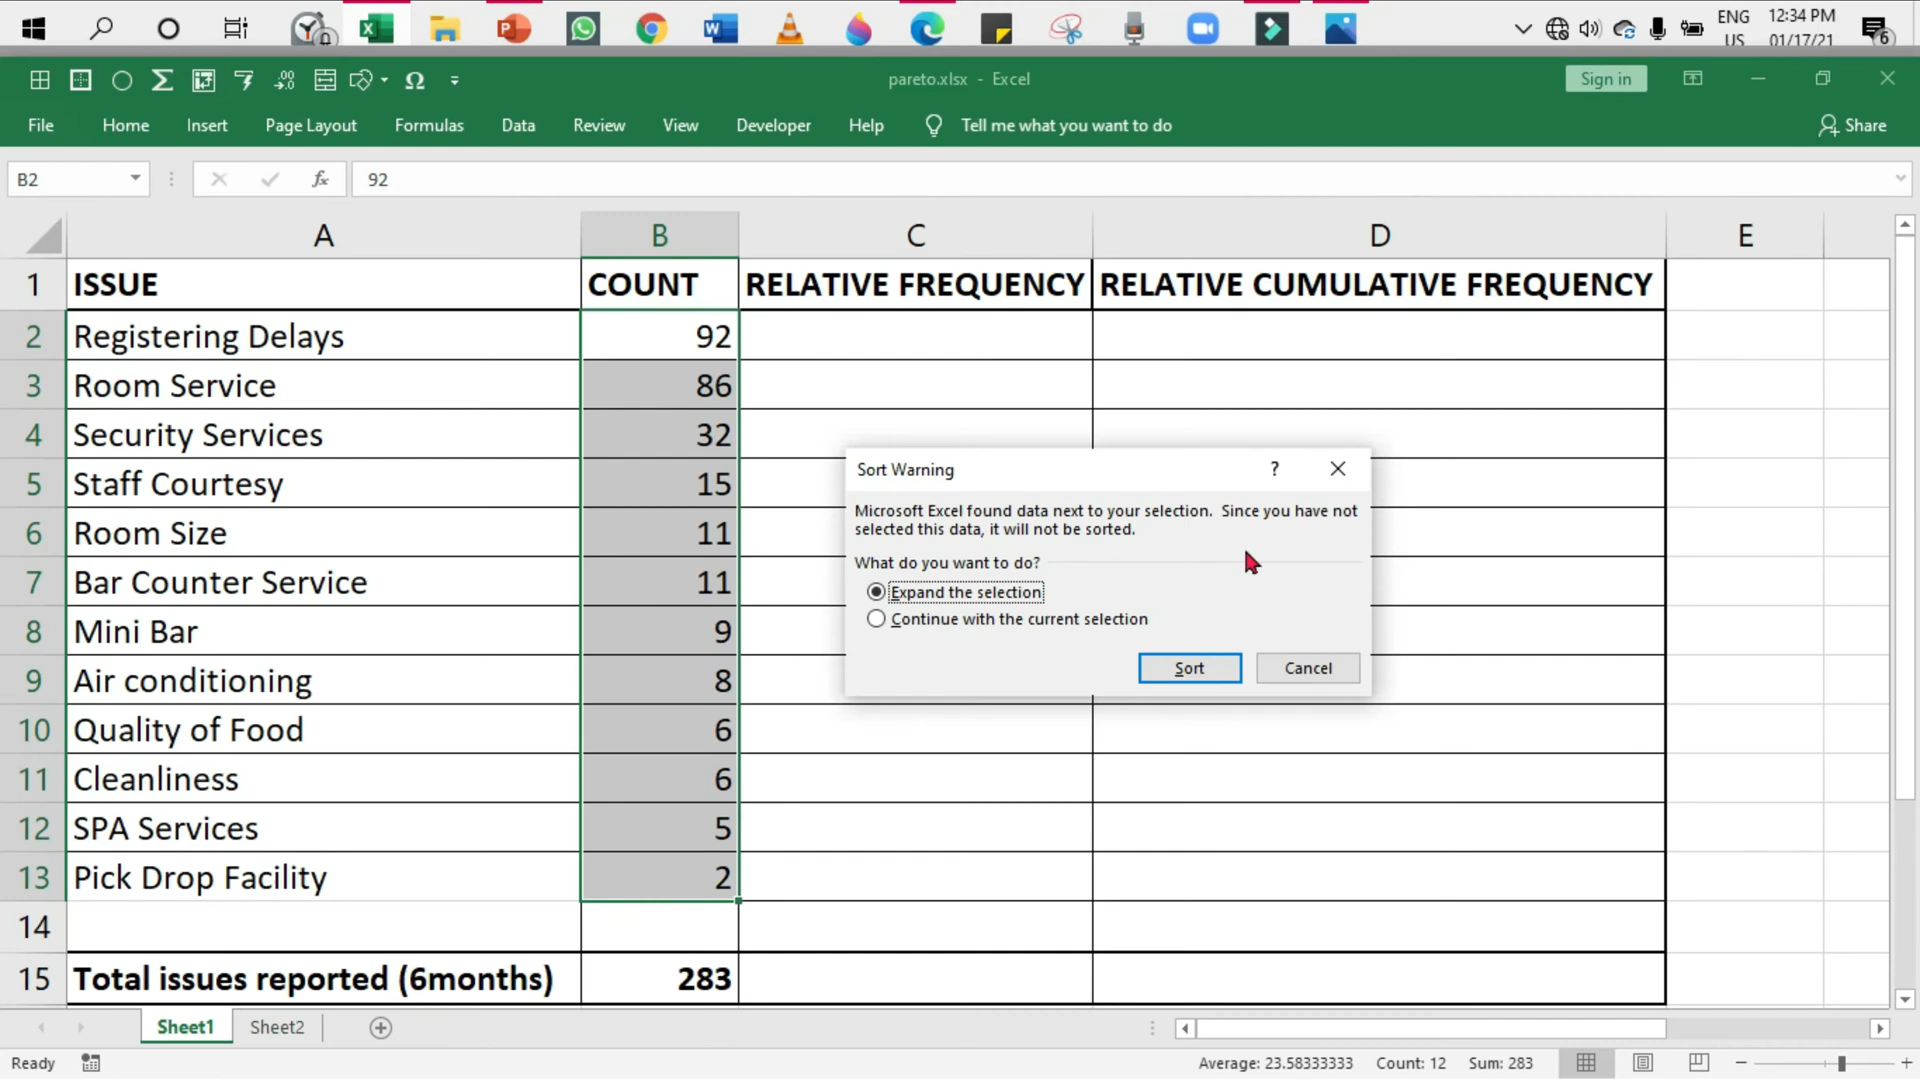 ENG
US
12:34 PM
01/17/21
6
pareto.xlsx - Excel
Sign in
File Home Insert Page Layout Formulas Data Review View Developer Help Tell me what you want to do Share
B2 fx 92
A B C D E
1 ISSUE COUNT RELATIVE FREQUENCY RELATIVE CUMULATIVE FREQUENCY
2 Registering Delays 92
3 Room Service 86
4 Security Services 32
5 Staff Courtesy 15
6 Room Size 11
7 Bar Counter Service 11
8 Mini Bar 9
9 Air conditioning 8
10 Quality of Food 6
11 Cleanliness 6
12 SPA Services 5
13 Pick Drop Facility 2
14
15 Total issues reported (6months) 283
Sort Warning ?
Microsoft Excel found data next to your selection. Since you have not
selected this data, it will not be sorted.
What do you want to do?
Expand the selection
Continue with the current selection
Sort Cancel
Sheet1 Sheet2
Ready Average: 23.58333333 Count: 12 Sum: 283